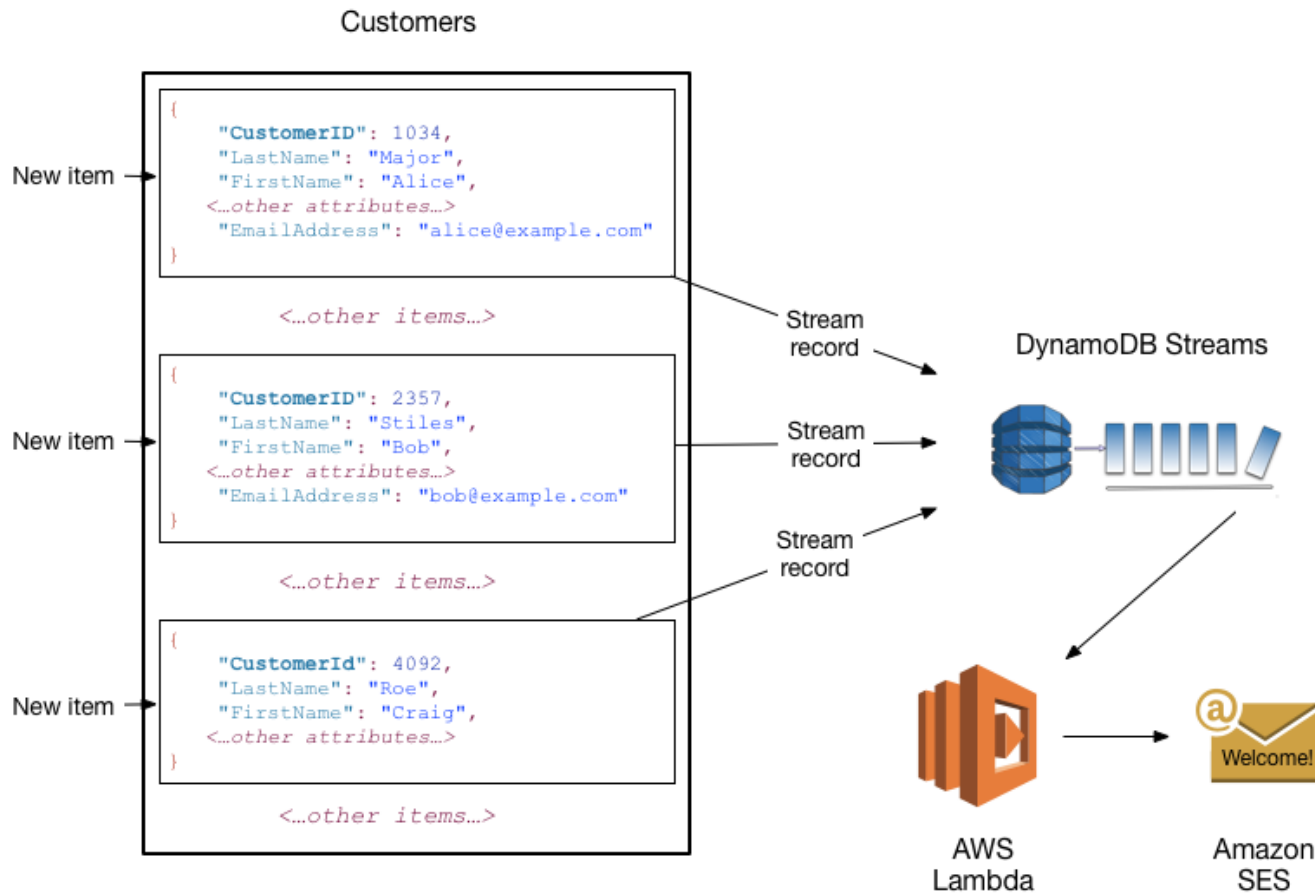 Customers
New item
{
"CustomerID": 1034,
"LastName": "Major",
"FirstName": "Alice",
<…other attributes…>
"EmailAddress": "alice@example.com"
}
<…other items…>
New item
{
"CustomerID": 2357,
"LastName": "Stiles",
"FirstName": "Bob",
<…other attributes…>
"EmailAddress": "bob@example.com"
}
<…other items…>
New item
{
"CustomerId": 4092,
"LastName": "Roe",
"FirstName": "Craig",
<…other attributes…>
}
<…other items…>
Stream
record
Stream
record
Stream
record
DynamoDB Streams
AWS
Lambda
@
Welcome!
Amazon
SES